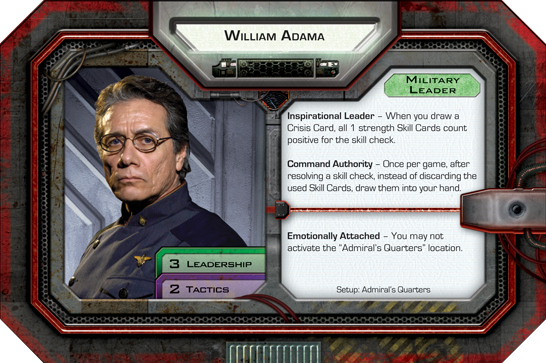 William Adama
Military
Leader
Inspirational Leader – When you draw a
Crisis Card, all 1 strength Skill Cards count
positive for the skill check.
Command Authority – Once per game, after
resolving a skill check, instead of discarding the
used Skill Cards, draw them into your hand.
Emotionally Attached – You may not
activate the "Admiral's Quarters" location.
Setup: Admiral's Quarters
3 Leadership
2 Tactics